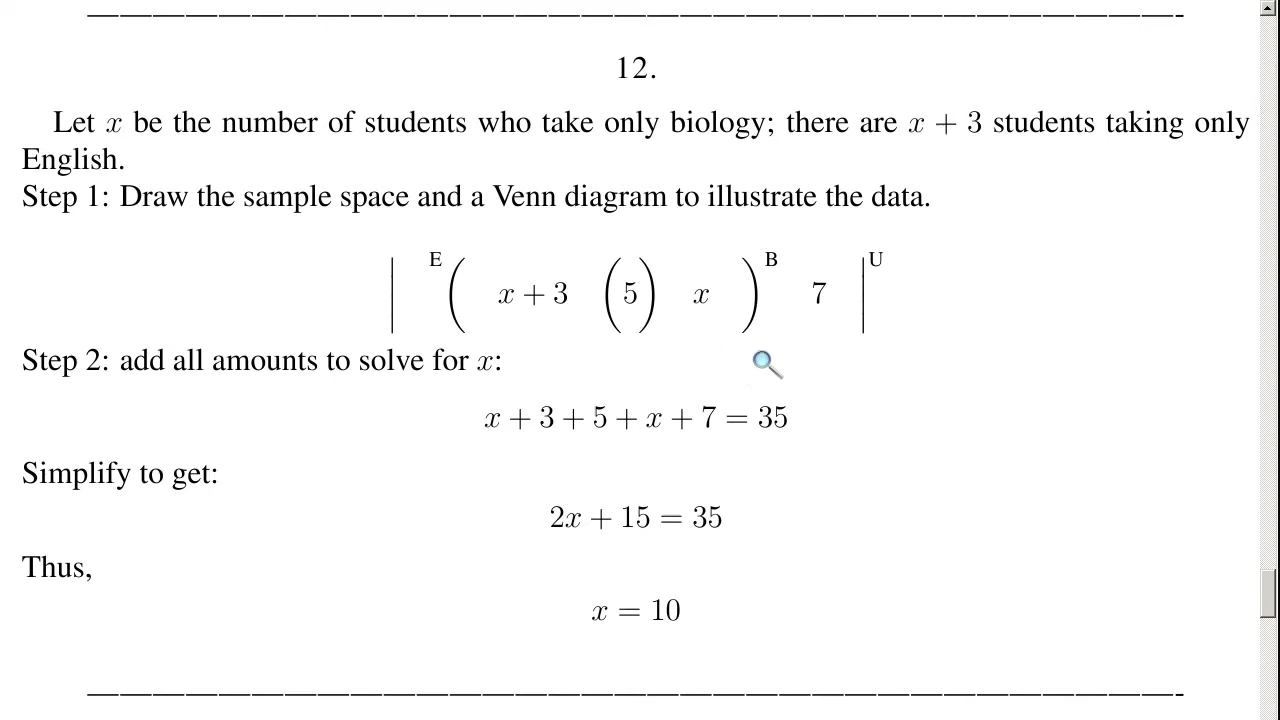 ————————————————————————————————-
12.
Let x be the number of students who take only biology; there are x + 3 students taking only
English.
Step 1: Draw the sample space and a Venn diagram to illustrate the data.
| E( x + 3 (5) x )B 7 |U
Step 2: add all amounts to solve for x:
x + 3 + 5 + x + 7 = 35
Simplify to get:
2x + 15 = 35
Thus,
x = 10
————————————————————————————————-